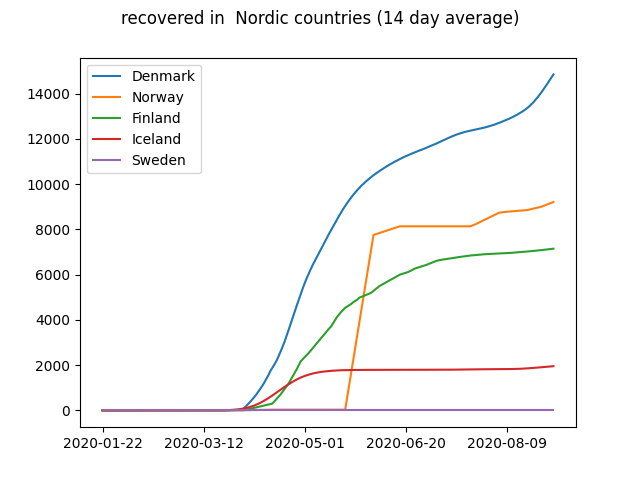 recovered in  Nordic countries (14 day average)
Denmark
Norway
Finland
Iceland
Sweden
14000
12000
10000
8000
6000
4000
2000
0
2020-01-22 2020-03-12 2020-05-01 2020-06-20 2020-08-09